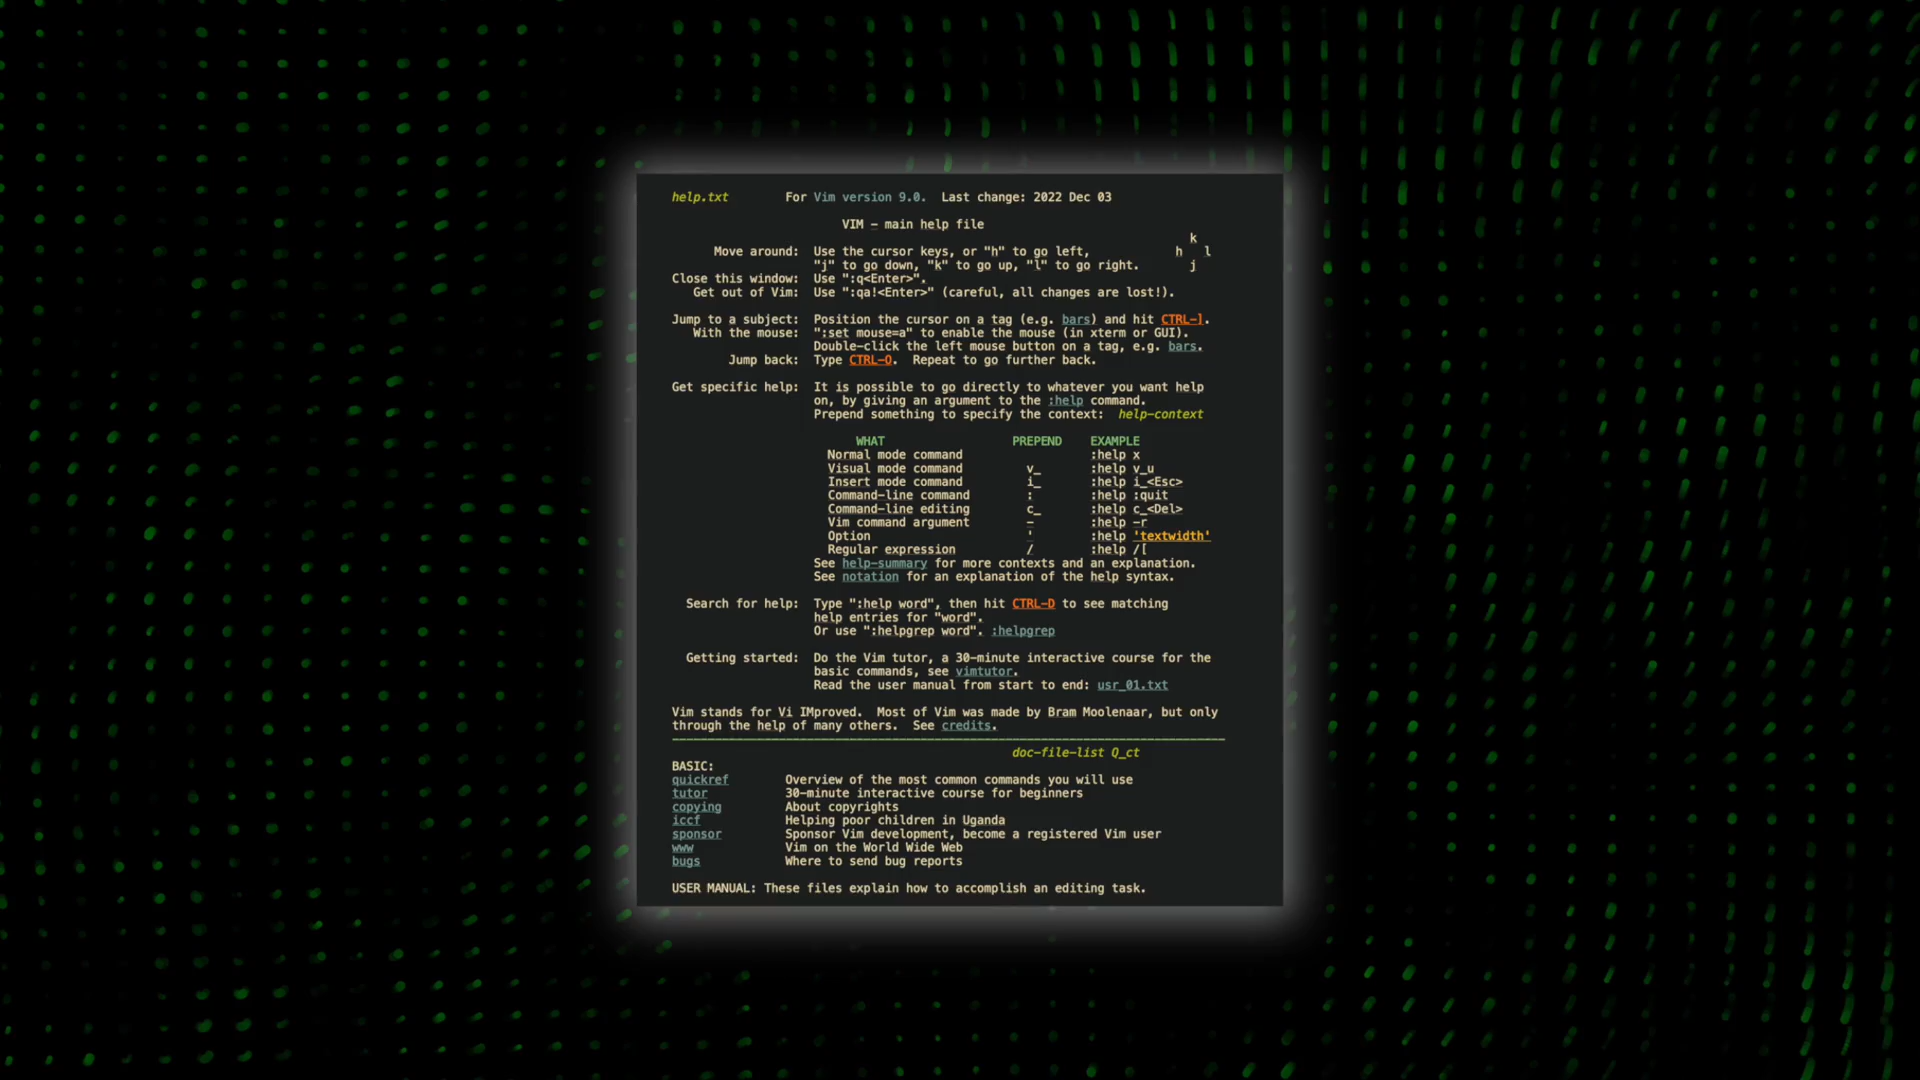 help.txt For Vim version 9.0. Last change: 2022 Dec 03
VIM - main help file
k
Move around: Use the cursor keys, or "h" to go left, h l
"j" to go down, "k" to go up, "l" to go right. j
Close this window: Use ":q<Enter>".
Get out of Vim: Use ":qa!<Enter>" (careful, all changes are lost!).
Jump to a subject: Position the cursor on a tag (e.g. bars) and hit CTRL-].
With the mouse: ":set mouse=a" to enable the mouse (in xterm or GUI).
Double-click the left mouse button on a tag, e.g. bars.
Jump back: Type CTRL-O. Repeat to go further back.
Get specific help: It is possible to go directly to whatever you want help
on, by giving an argument to the :help command.
Prepend something to specify the context: help-context
WHAT PREPEND EXAMPLE
Normal mode command :help x
Visual mode command v_ :help v_u
Insert mode command i_ :help i_<Esc>
Command-line command : :help :quit
Command-line editing c_ :help c_<Del>
Vim command argument - :help -r
Option ' :help 'textwidth'
Regular expression / :help /[
See help-summary for more contexts and an explanation.
See notation for an explanation of the help syntax.
Search for help: Type ":help word", then hit CTRL-D to see matching
help entries for "word".
Or use ":helpgrep word". :helpgrep
Getting started: Do the Vim tutor, a 30-minute interactive course for the
basic commands, see vimtutor.
Read the user manual from start to end: usr_01.txt
Vim stands for Vi IMproved. Most of Vim was made by Bram Moolenaar, but only
through the help of many others. See credits.
doc-file-list Q_ct
BASIC:
quickref Overview of the most common commands you will use
tutor 30-minute interactive course for beginners
copying About copyrights
iccf Helping poor children in Uganda
sponsor Sponsor Vim development, become a registered Vim user
www Vim on the World Wide Web
bugs Where to send bug reports
USER MANUAL: These files explain how to accomplish an editing task.